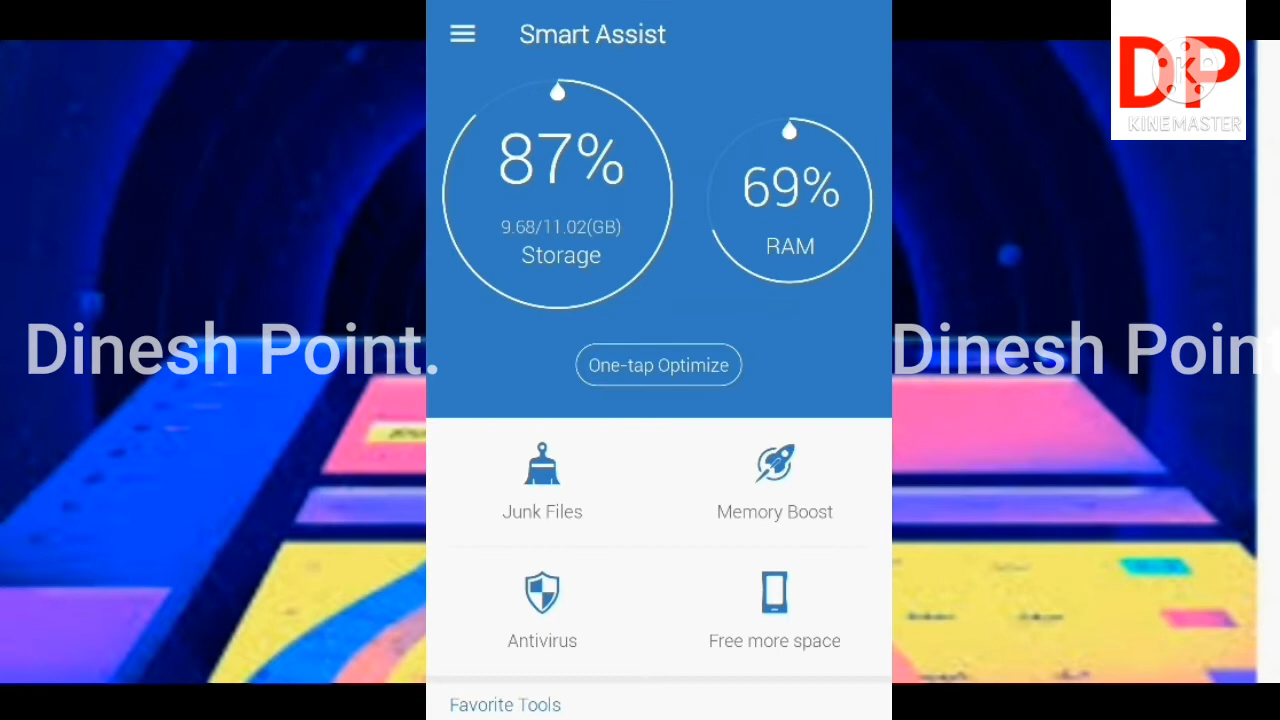 Smart Assist
DP
KINEMASTER
87%
9.68/11.02(GB)
Storage
69%
RAM
Dinesh Point.
Dinesh Point
One-tap Optimize
Junk Files
Memory Boost
Antivirus
Free more space
Favorite Tools